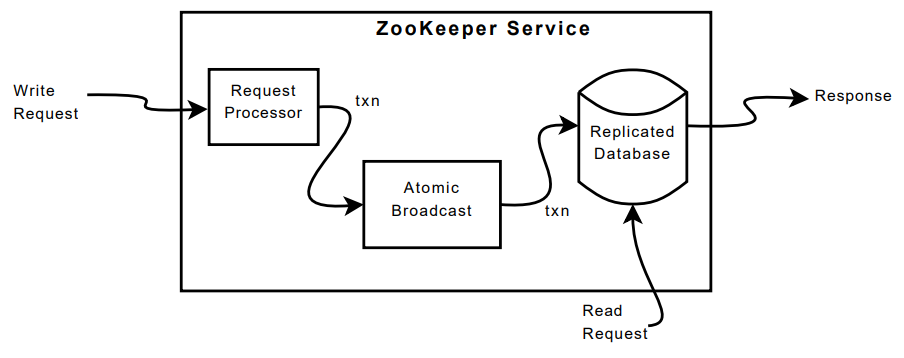 ZooKeeper Service
Write
Request
Request
Processor
txn
Atomic
Broadcast
txn
Replicated
Database
Response
Read
Request